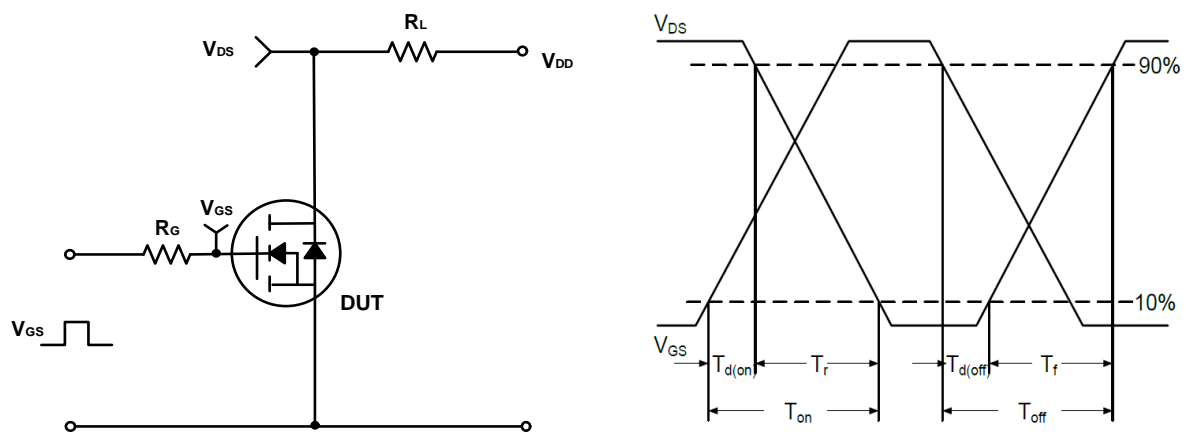 RL
VDS
VDD
VGS
RG
DUT
VGS
VDS
90%
10%
VGS
Td(on) Tr Td(off) Tf
Ton Toff